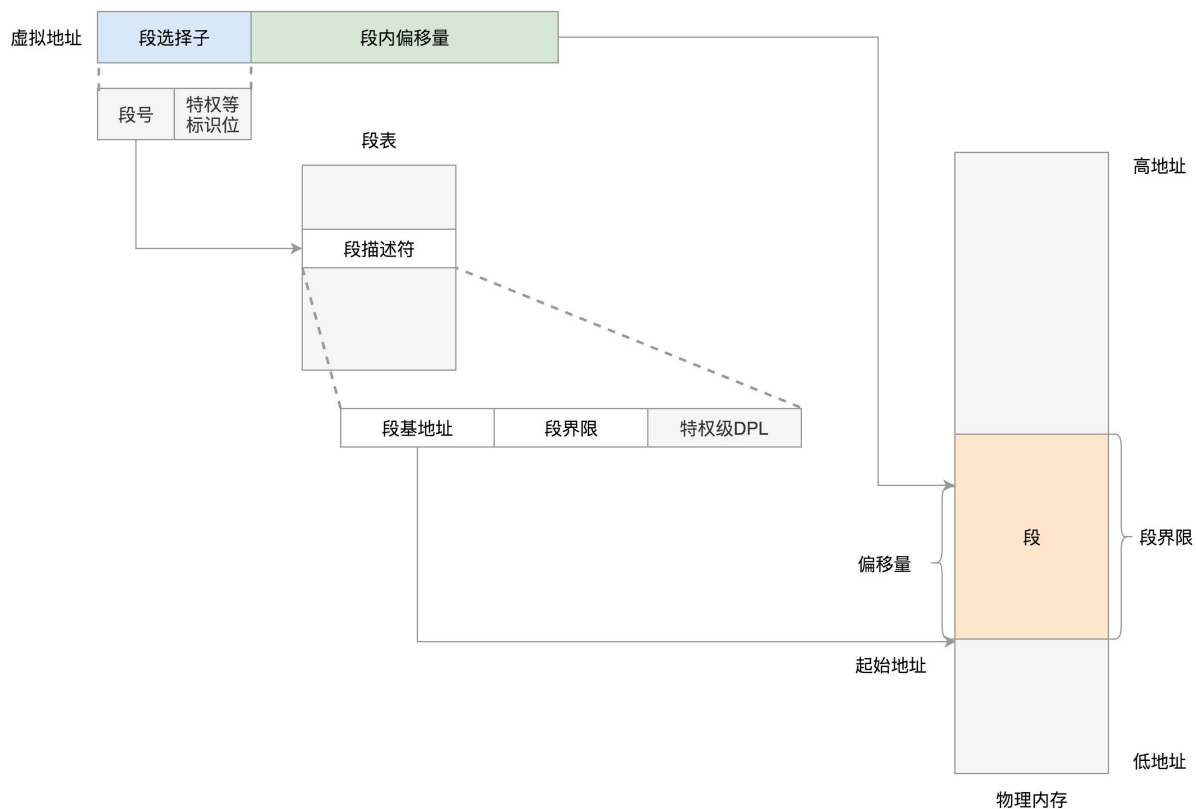 虚拟地址
段选择子
段内偏移量
段号
特权等
标识位
段表
高地址
段描述符
段基地址
段界限
特权级DPL
段
段界限
偏移量
起始地址
低地址
物理内存